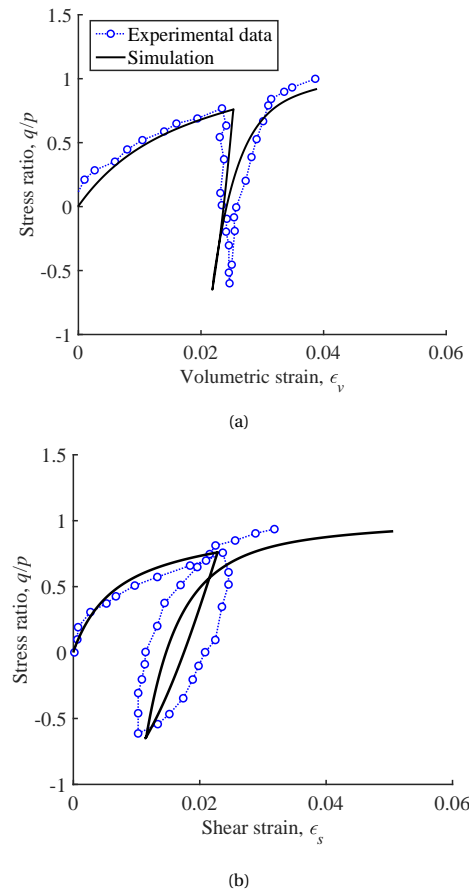 Experimental data
Simulation
1.5
1
0.5
0
-0.5
-1
Stress ratio, q/p
0
0.02
0.04
0.06
Volumetric strain, ϵv
(a)
1.5
1
0.5
0
-0.5
-1
Stress ratio, q/p
0
0.02
0.04
0.06
Shear strain, ϵs
(b)